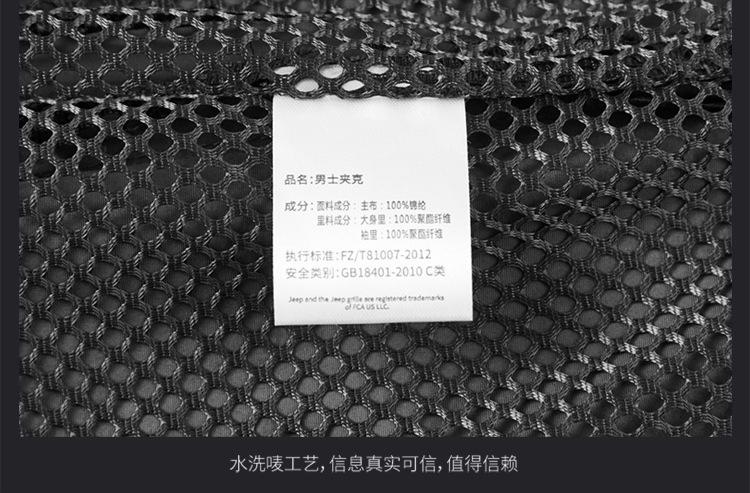 品名:男士夹克
成分:面料成分:主布:100%锦纶
里料成分:大身里:100%聚酯纤维
袖里:100%聚酯纤维
执行标准:FZ/T81007-2012
安全类别:GB18401-2010 C类
Jeep and the Jeep grille are registered trademarks
of FCA US LLC.
水洗唛工艺,信息真实可信,值得信赖